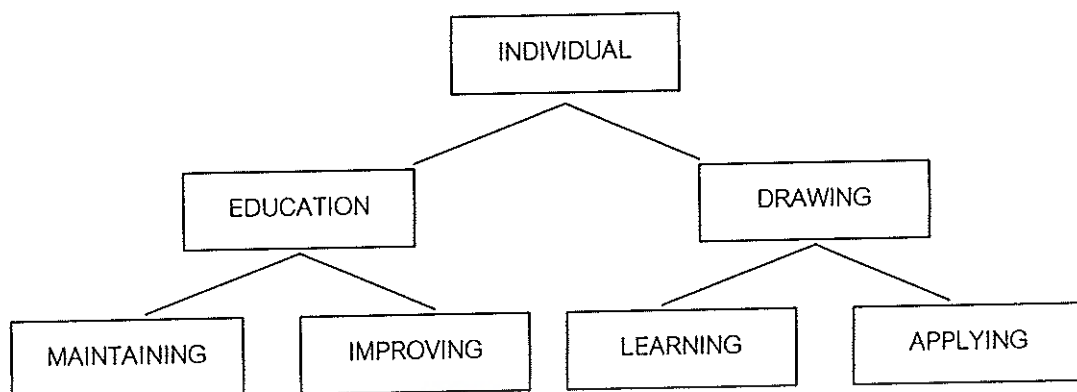 INDIVIDUAL
EDUCATION
DRAWING
MAINTAINING
IMPROVING
LEARNING
APPLYING